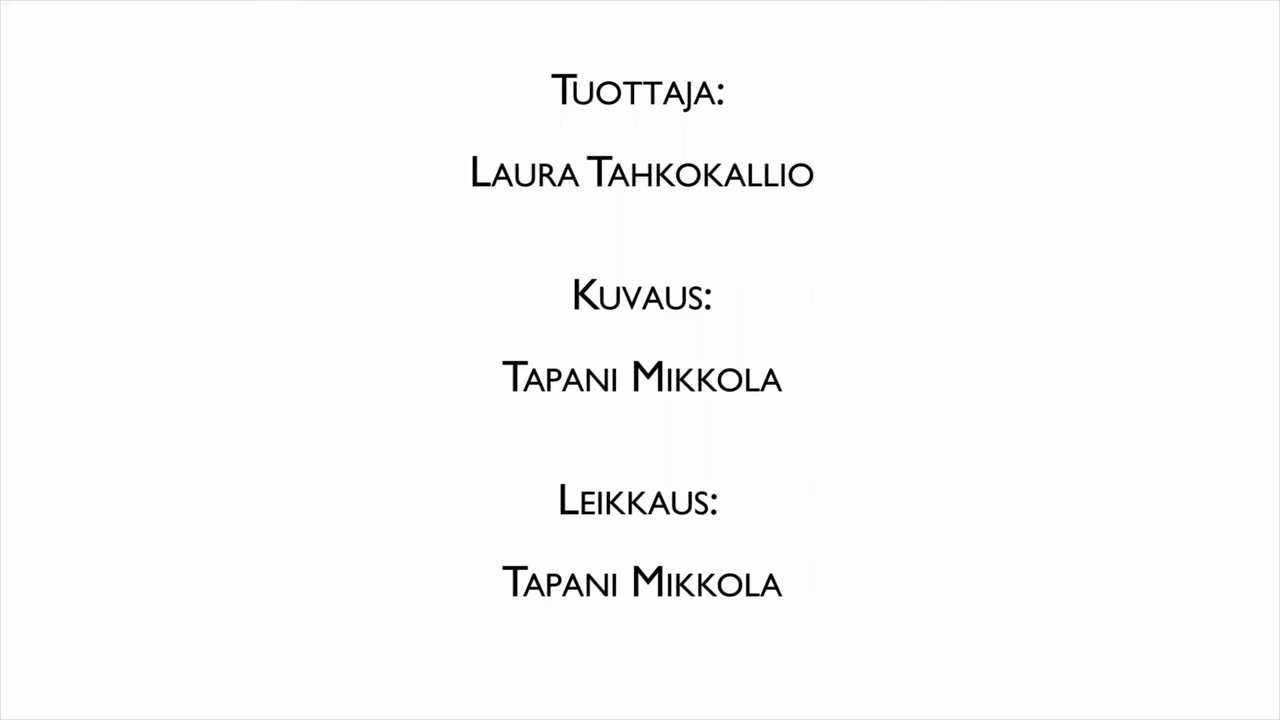 Tuottaja:
Laura Tahkokallio
Kuvaus:
Tapani Mikkola
Leikkaus:
Tapani Mikkola